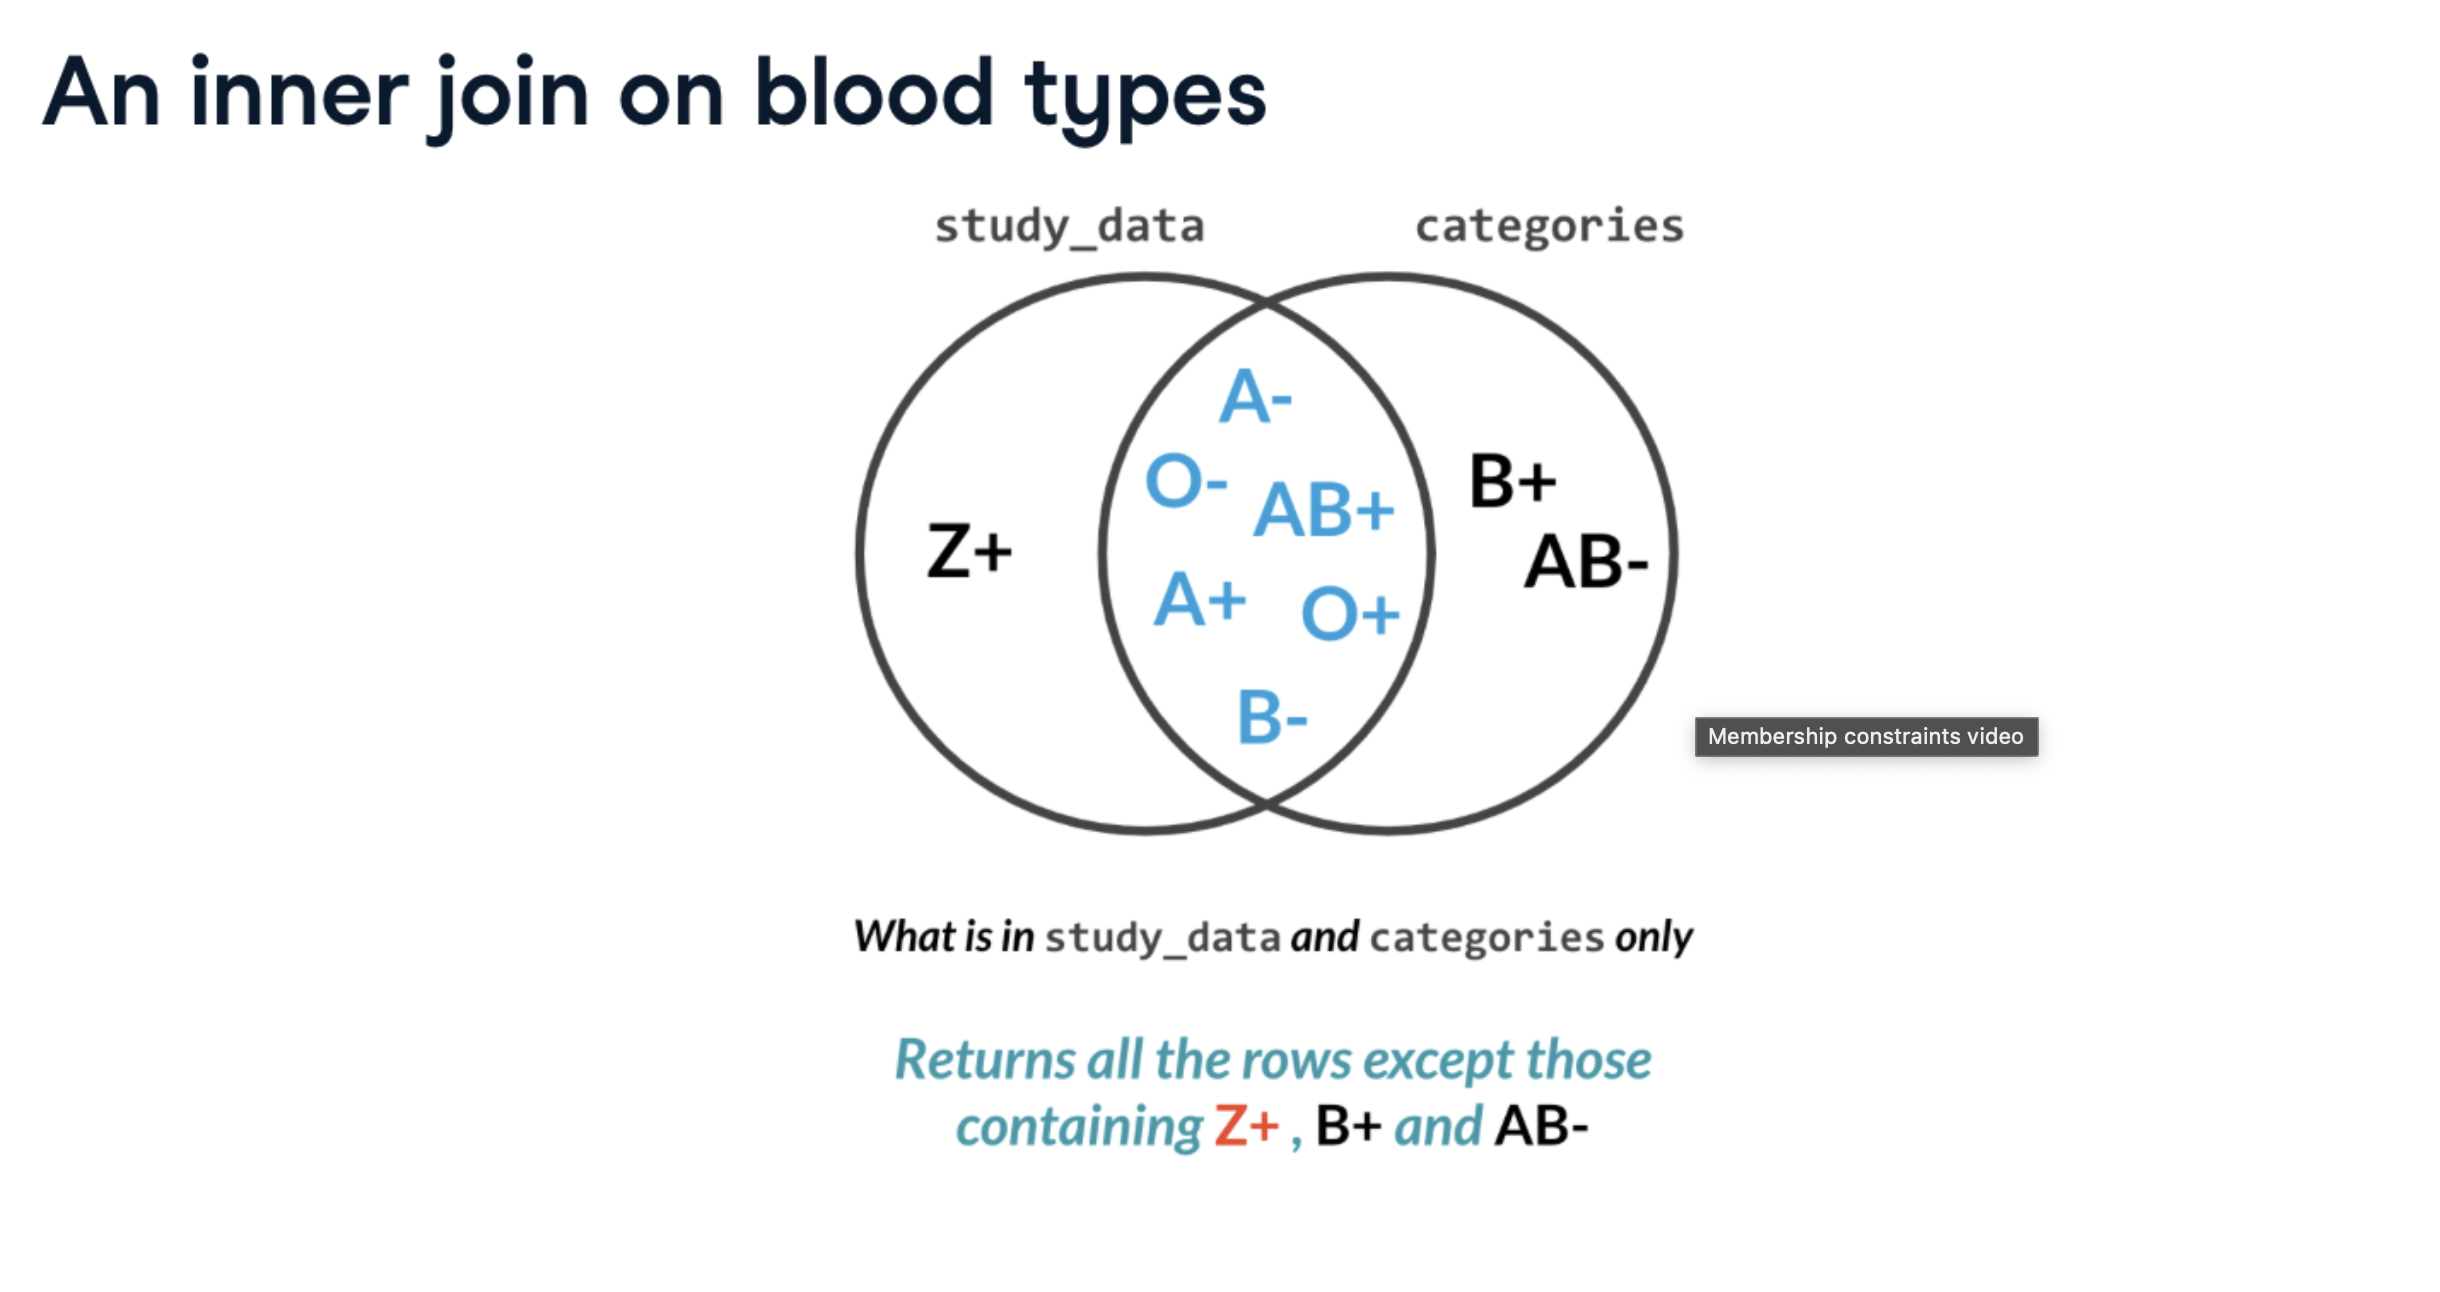 An inner join on blood types
study_data categories
A-
O- AB+ B+
Z+ AB-
A+ O+
B-
Membership constraints video
What is in study_data and categories only
Returns all the rows except those
containing Z+ , B+ and AB-